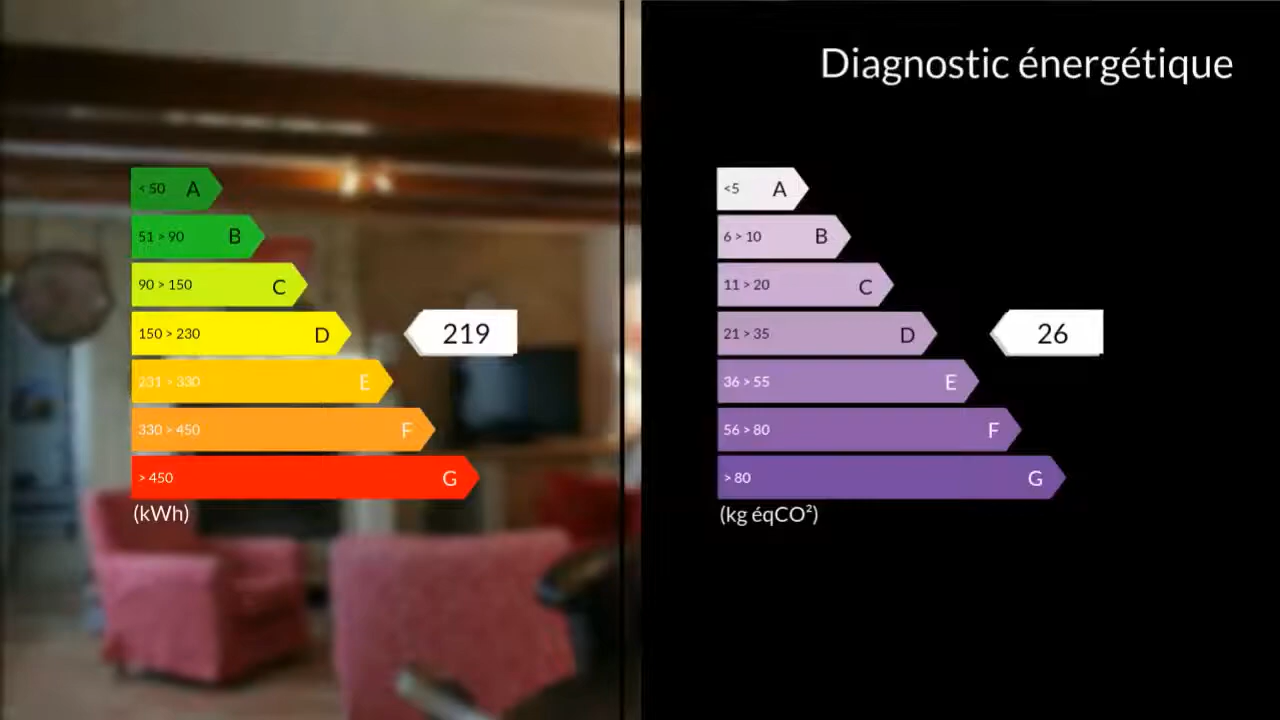 Diagnostic énergétique
< 50 A
51 > 90 B
90 > 150 C
150 > 230 D
219
231 > 330 E
330 > 450 F
> 450 G
(kWh)
<5 A
6 > 10 B
11 > 20 C
21 > 35 D
26
36 > 55 E
56 > 80 F
> 80 G
(kg éqCO²)